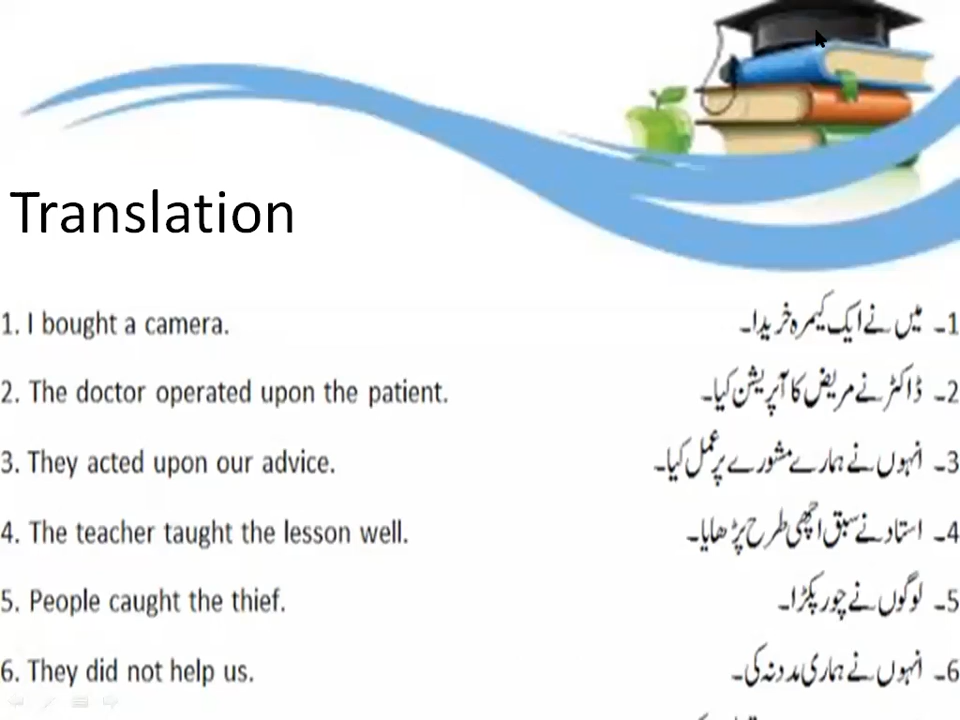 Translation
1. I bought a camera. 1۔ میں نے ایک کیمرہ خریدا۔
2. The doctor operated upon the patient. 2۔ ڈاکٹر نے مریض کا آپریشن کیا۔
3. They acted upon our advice. 3۔ انہوں نے ہمارے مشورے پر عمل کیا۔
4. The teacher taught the lesson well. 4۔ استاد نے سبق اچھی طرح پڑھایا۔
5. People caught the thief. 5۔ لوگوں نے چور پکڑا۔
6. They did not help us. 6۔ انہوں نے ہماری مدد نہ کی۔